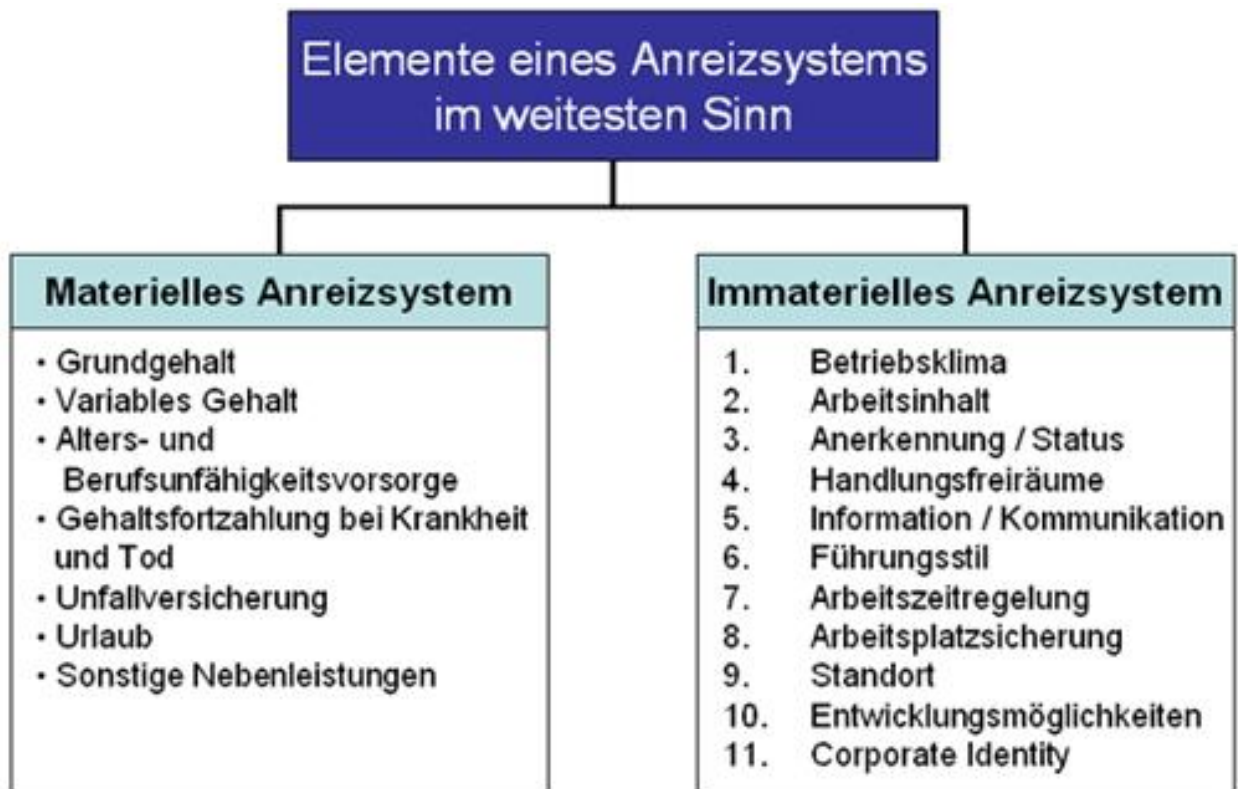 Elemente eines Anreizsystems
im weitesten Sinn
Materielles Anreizsystem
• Grundgehalt
• Variables Gehalt
• Alters- und
Berufsunfähigkeitsvorsorge
• Gehaltsfortzahlung bei Krankheit
und Tod
• Unfallversicherung
• Urlaub
• Sonstige Nebenleistungen
Immaterielles Anreizsystem
1. Betriebsklima
2. Arbeitsinhalt
3. Anerkennung / Status
4. Handlungsfreiräume
5. Information / Kommunikation
6. Führungsstil
7. Arbeitszeitregelung
8. Arbeitsplatzsicherung
9. Standort
10. Entwicklungsmöglichkeiten
11. Corporate Identity